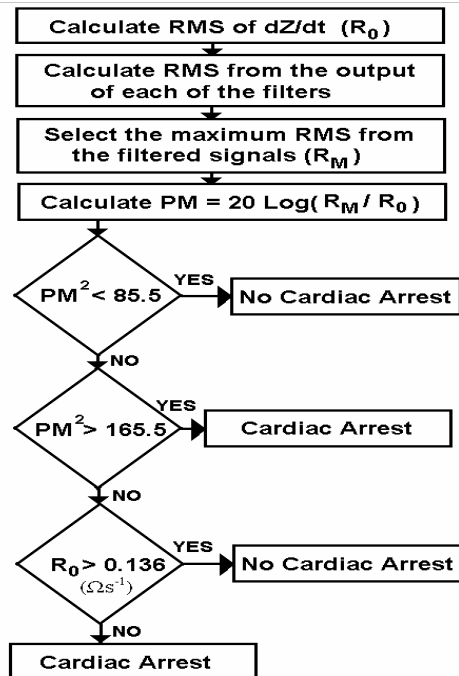 Calculate RMS of dZ/dt (R₀)
Calculate RMS from the output
of each of the filters
Select the maximum RMS from
the filtered signals (R_M)
Calculate PM = 20 Log( R_M / R₀ )
PM² < 85.5
YES
No Cardiac Arrest
NO
PM² > 165.5
YES
Cardiac Arrest
NO
R₀ > 0.136
(Ωs⁻¹)
YES
No Cardiac Arrest
NO
Cardiac Arrest